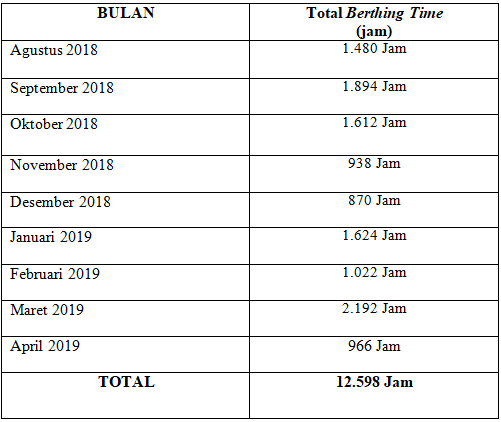 BULAN Total Berthing Time
(jam)
Agustus 2018 1.480 Jam
September 2018 1.894 Jam
Oktober 2018 1.612 Jam
November 2018 938 Jam
Desember 2018 870 Jam
Januari 2019 1.624 Jam
Februari 2019 1.022 Jam
Maret 2019 2.192 Jam
April 2019 966 Jam
TOTAL 12.598 Jam